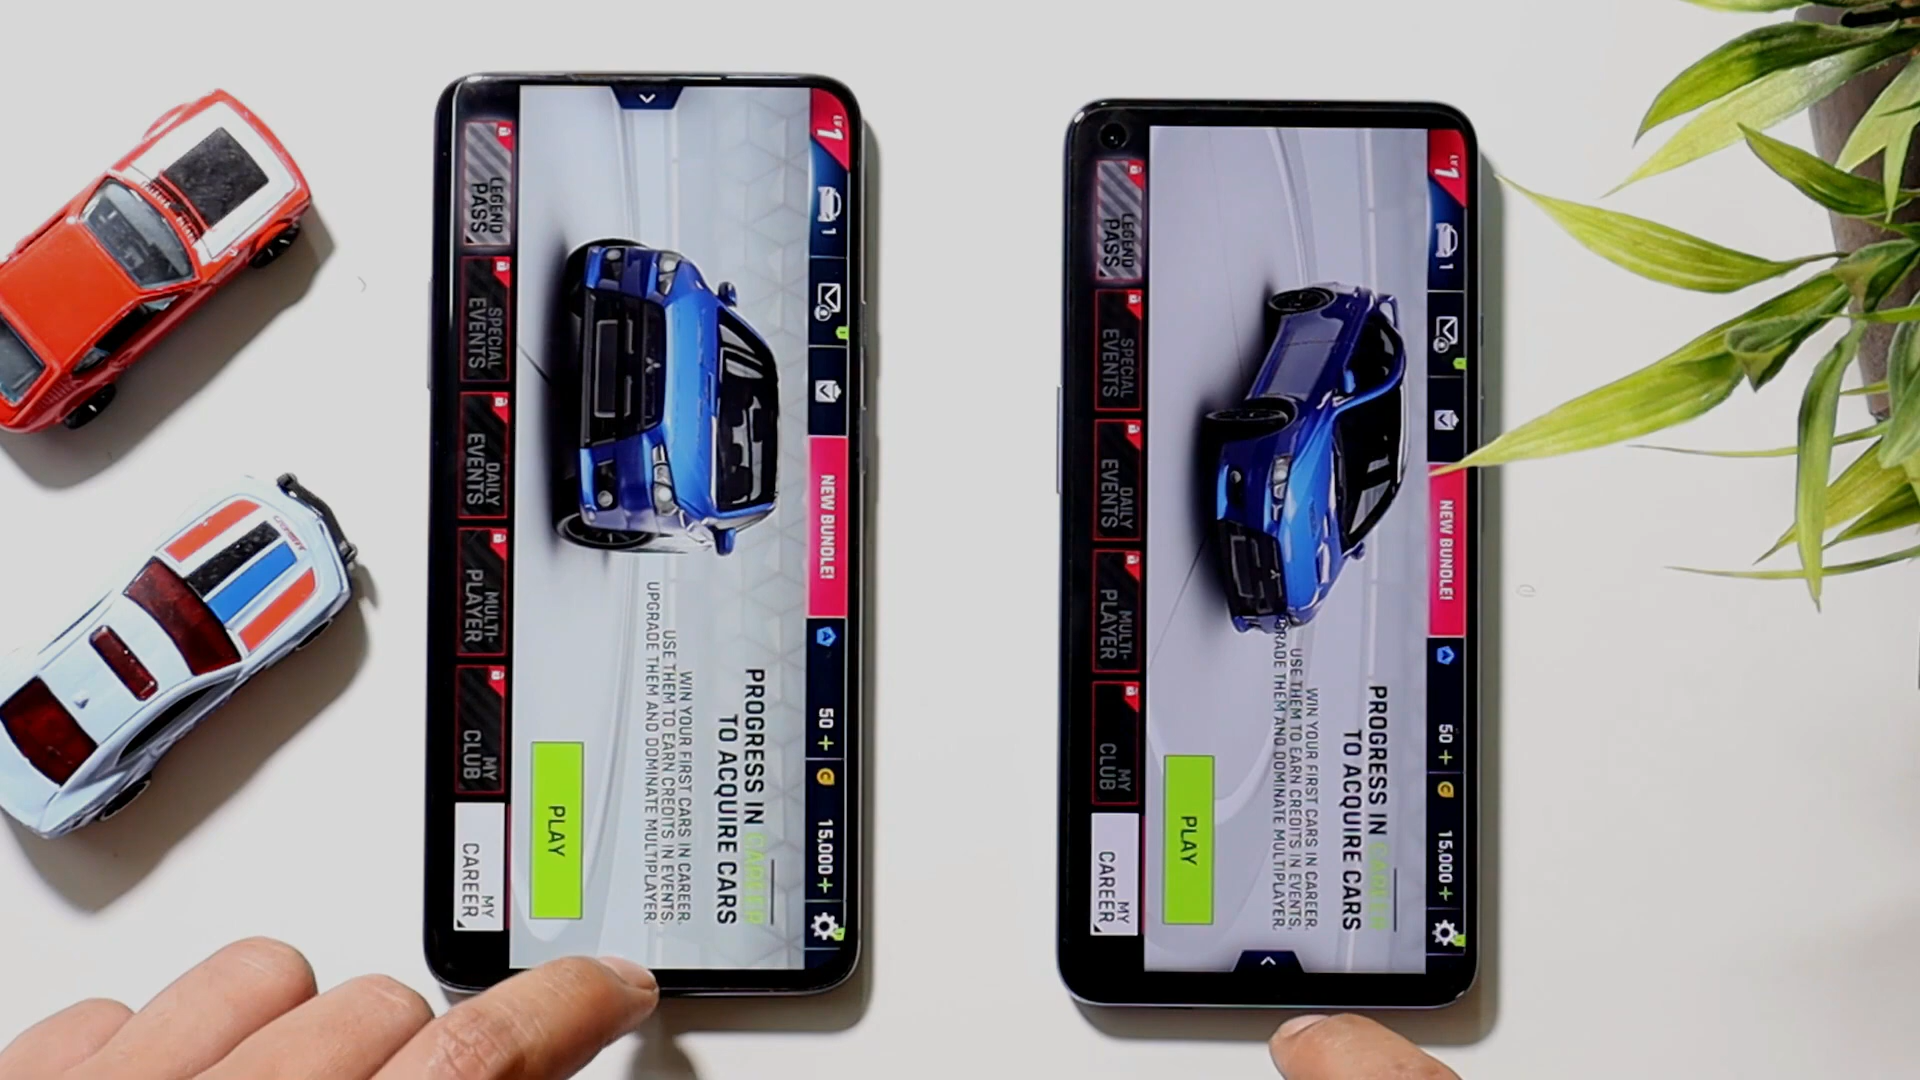 LV 1
1
NEW BUNDLE!
50 +
15,000 +
PROGRESS IN CAREER
TO ACQUIRE CARS
WIN YOUR FIRST CARS IN CAREER.
USE THEM TO EARN CREDITS IN EVENTS,
UPGRADE THEM AND DOMINATE MULTIPLAYER.
PLAY
LEGEND
PASS
SPECIAL
EVENTS
DAILY
EVENTS
MULTI-
PLAYER
MY
CLUB
MY
CAREER
LV 1
1
NEW BUNDLE!
50 +
15,000 +
PROGRESS IN CAREER
TO ACQUIRE CARS
WIN YOUR FIRST CARS IN CAREER.
USE THEM TO EARN CREDITS IN EVENTS,
GRADE THEM AND DOMINATE MULTIPLAYER.
PLAY
LEGEND
PASS
SPECIAL
EVENTS
DAILY
EVENTS
MULTI-
PLAYER
MY
CLUB
MY
CAREER